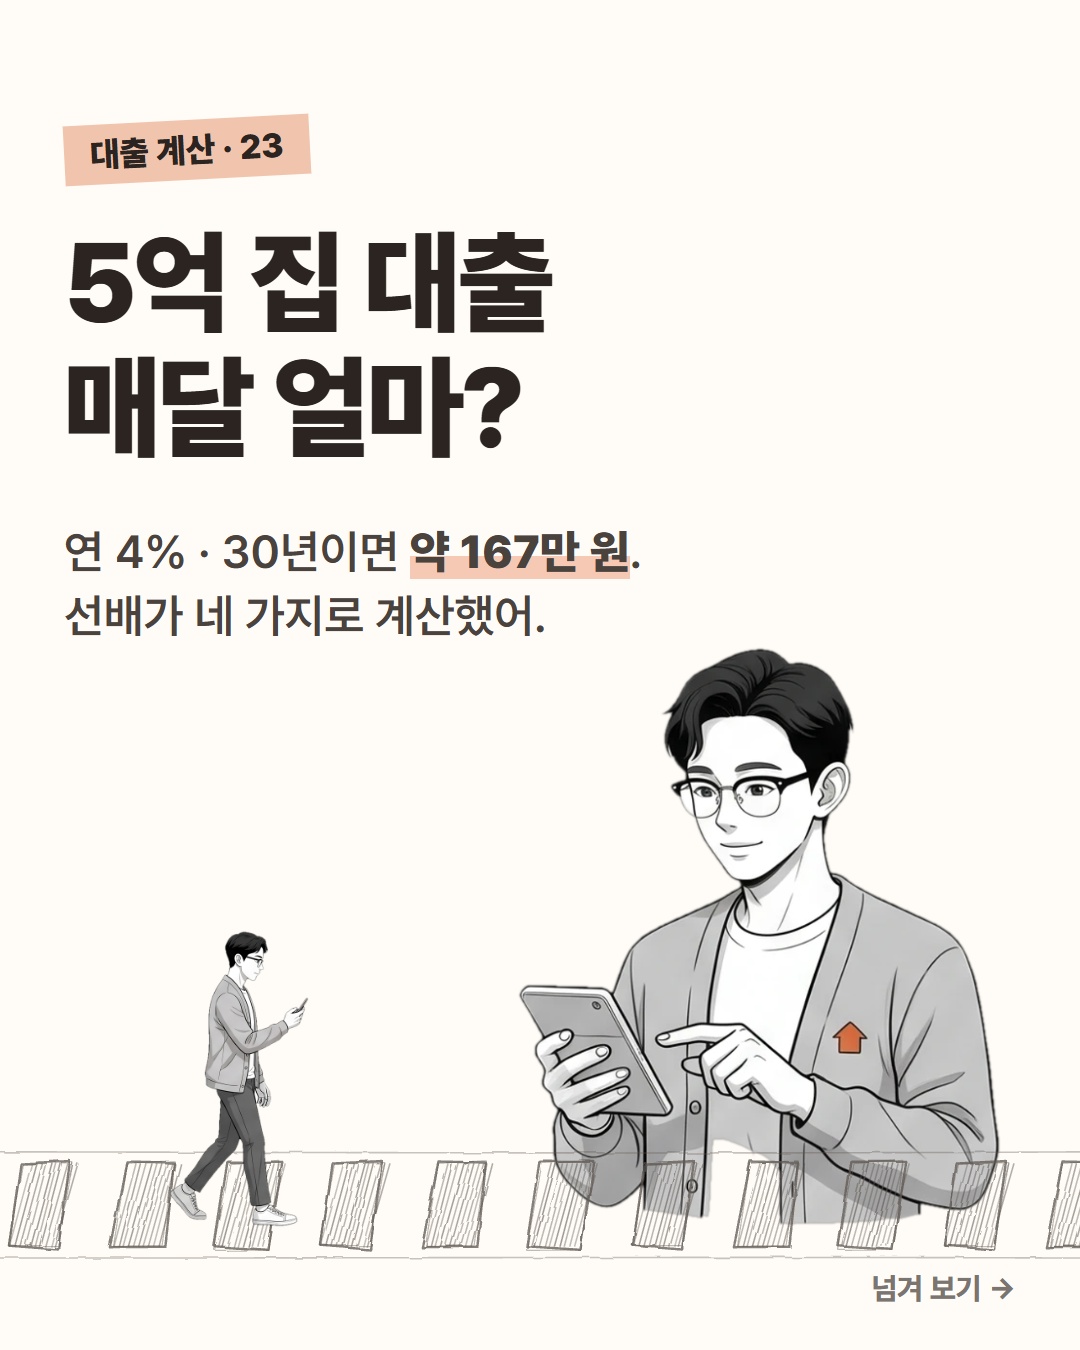 대출 계산 · 23
5억 집 대출
매달 얼마?
연 4% · 30년이면 약 167만 원.
선배가 네 가지로 계산했어.
넘겨 보기 →